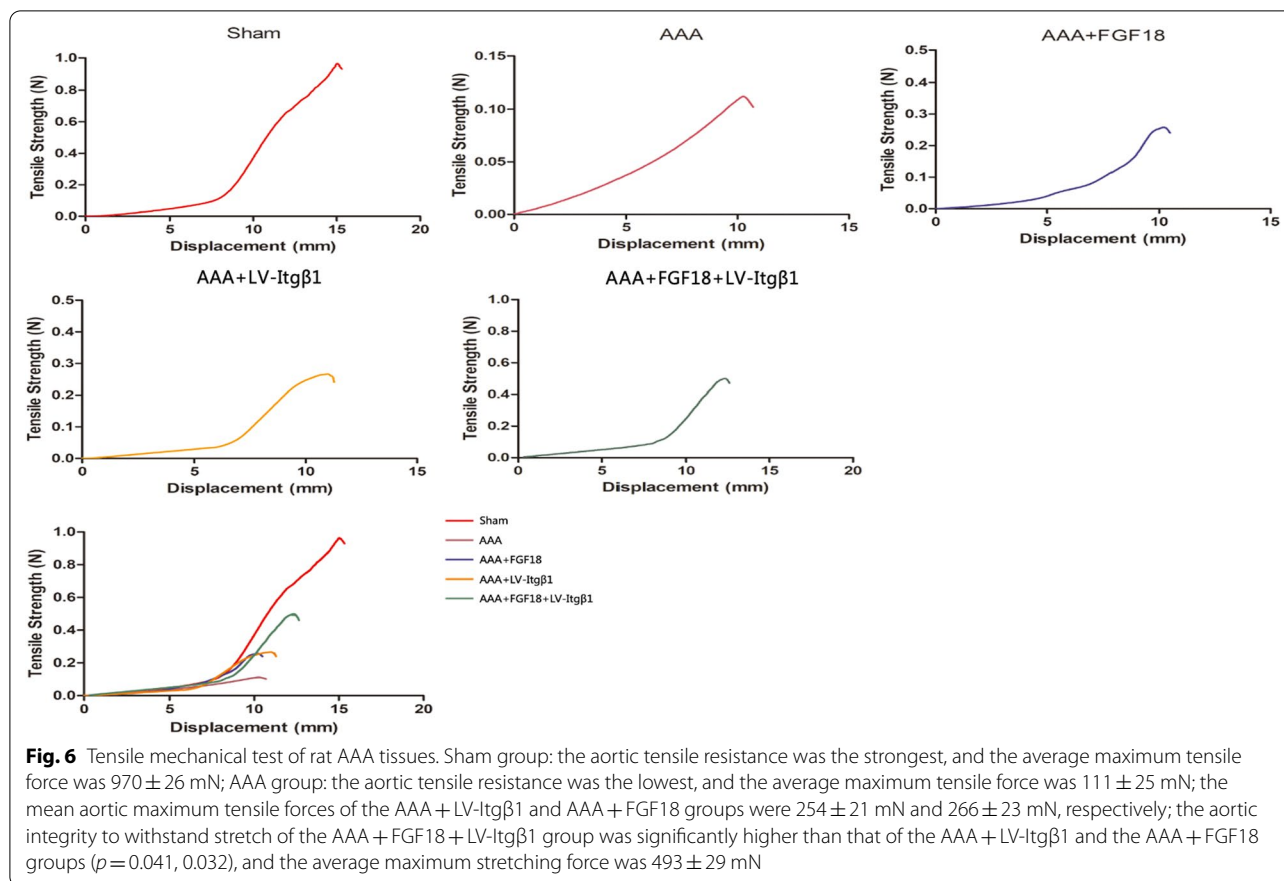 Sham
Tensile Strength (N)
1.0
0.8
0.6
0.4
0.2
0.0
0 5 10 15 20
Displacement (mm)
AAA
Tensile Strength (N)
0.15
0.10
0.05
0.00
0 5 10 15
Displacement (mm)
AAA+FGF18
Tensile Strength (N)
0.5
0.4
0.3
0.2
0.1
0.0
0 5 10 15
Displacement (mm)
AAA+LV-Itgβ1
Tensile Strength (N)
0.5
0.4
0.3
0.2
0.1
0.0
0 5 10 15
Displacement (mm)
AAA+FGF18+LV-Itgβ1
Tensile Strength (N)
1.0
0.8
0.6
0.4
0.2
0.0
0 5 10 15 20
Displacement (mm)
Tensile Strength (N)
1.0
0.8
0.6
0.4
0.2
0.0
0 5 10 15 20
Displacement (mm)
Sham
AAA
AAA+FGF18
AAA+LV-Itgβ1
AAA+FGF18+LV-Itgβ1
Fig. 6 Tensile mechanical test of rat AAA tissues. Sham group: the aortic tensile resistance was the strongest, and the average maximum tensile
force was 970 ± 26 mN; AAA group: the aortic tensile resistance was the lowest, and the average maximum tensile force was 111 ± 25 mN; the
mean aortic maximum tensile forces of the AAA + LV-Itgβ1 and AAA + FGF18 groups were 254 ± 21 mN and 266 ± 23 mN, respectively; the aortic
integrity to withstand stretch of the AAA + FGF18 + LV-Itgβ1 group was significantly higher than that of the AAA + LV-Itgβ1 and the AAA + FGF18
groups (p = 0.041, 0.032), and the average maximum stretching force was 493 ± 29 mN